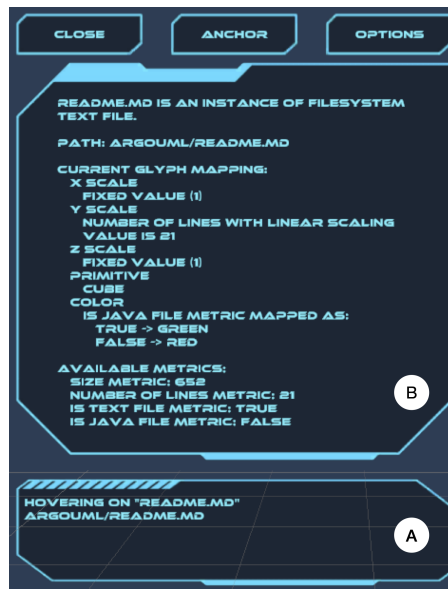 CLOSE
ANCHOR
OPTIONS
README.MD IS AN INSTANCE OF FILESYSTEM
TEXT FILE.
PATH: ARGOUML/README.MD
CURRENT GLYPH MAPPING:
X SCALE
FIXED VALUE (1)
Y SCALE
NUMBER OF LINES WITH LINEAR SCALING
VALUE IS 21
Z SCALE
FIXED VALUE (1)
PRIMITIVE
CUBE
COLOR
IS JAVA FILE METRIC MAPPED AS:
TRUE -> GREEN
FALSE -> RED
AVAILABLE METRICS:
SIZE METRIC: 652
NUMBER OF LINES METRIC: 21
IS TEXT FILE METRIC: TRUE
IS JAVA FILE METRIC: FALSE
B
HOVERING ON "README.MD"
ARGOUML/README.MD
A